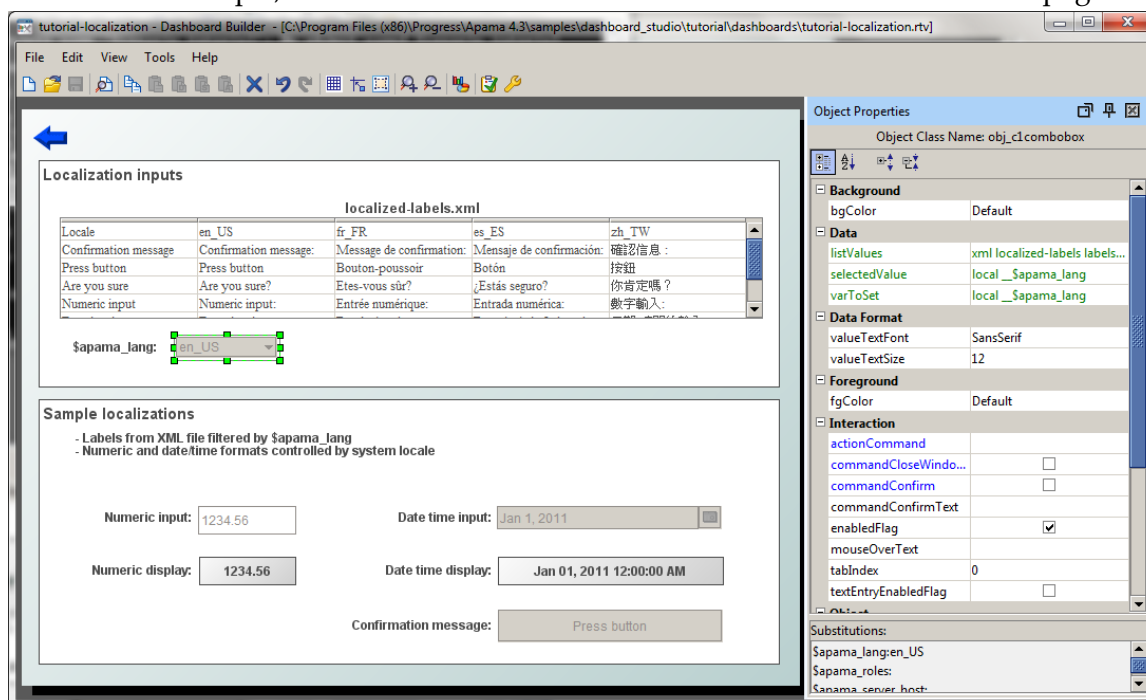 tutorial-localization - Dashboard Builder - [C:\Program Files (x86)\Progress\Apama 4.3\samples\dashboard_studio\tutorial\dashboards\tutorial-localization.rtv]
File Edit View Tools Help
Localization inputs
localized-labels.xml
Locale en_US fr_FR es_ES zh_TW
Confirmation message Confirmation message: Message de confirmation: Mensaje de confirmación: 確認信息:
Press button Press button Bouton-poussoir Botón 按鈕
Are you sure Are you sure? Etes-vous sûr? ¿Estás seguro? 你肯定嗎?
Numeric input Numeric input: Entrée numérique: Entrada numérica: 數字輸入:
$apama_lang: en_US
Sample localizations
- Labels from XML file filtered by $apama_lang
- Numeric and date/time formats controlled by system locale
Numeric input: 1234.56 Date time input: Jan 1, 2011
Numeric display: 1234.56 Date time display: Jan 01, 2011 12:00:00 AM
Confirmation message: Press button
Object Properties
Object Class Name: obj_c1combobox
Background
bgColor Default
Data
listValues xml localized-labels labels...
selectedValue local __$apama_lang
varToSet local __$apama_lang
Data Format
valueTextFont SansSerif
valueTextSize 12
Foreground
fgColor Default
Interaction
actionCommand
commandCloseWindo...
commandConfirm
commandConfirmText
enabledFlag
mouseOverText
tabIndex 0
textEntryEnabledFlag
Object
Substitutions:
$apama_lang:en_US
$apama_roles:
$apama_server_host: